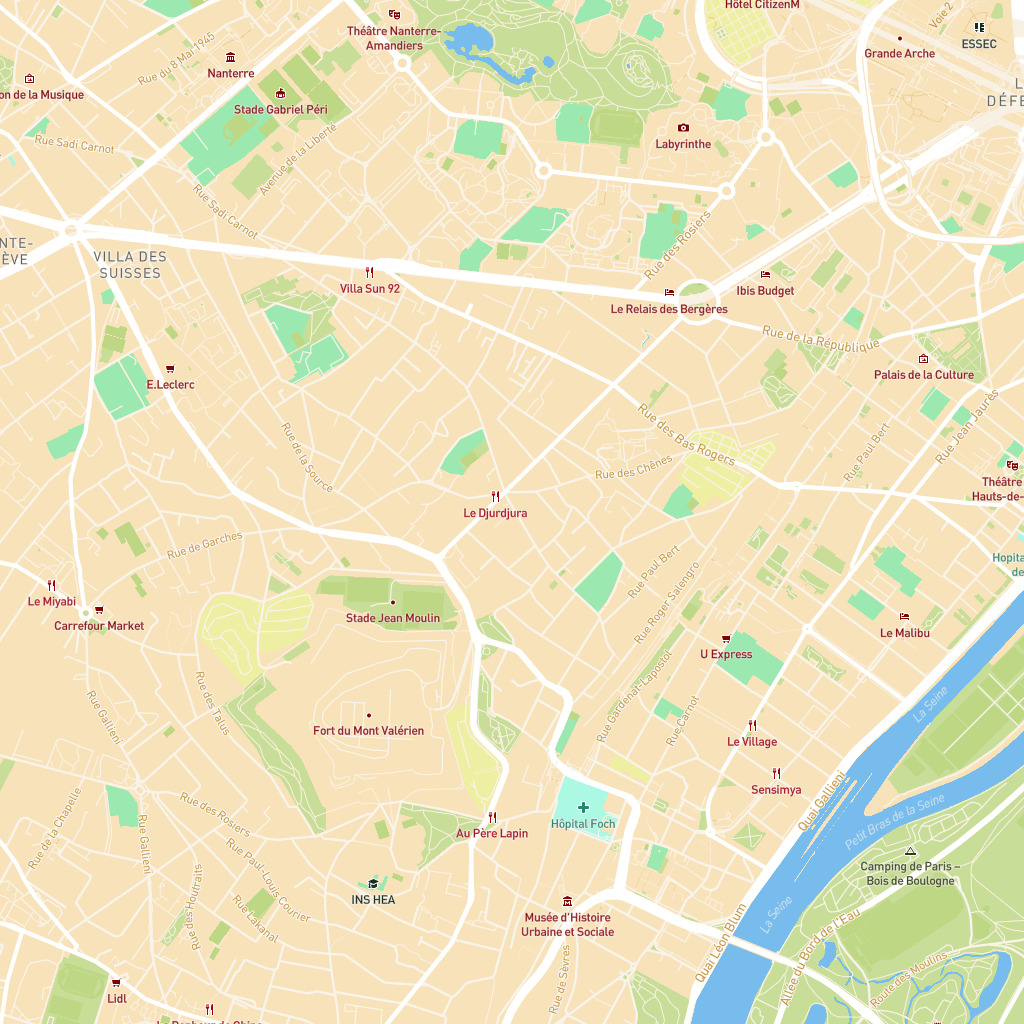 Hôtel CitizenM
Voie 2
ESSEC
Grande Arche
Théâtre Nanterre-
Amandiers
Rue du 8 Mai 1945
Nanterre
on de la Musique
Stade Gabriel Péri
DÉFE
Rue Sadi Carnot
Avenue de la Liberté
Labyrinthe
Rue Sadi Carnot
Rue des Rosiers
NTE-
ÈVE
VILLA DES
SUISSES
Villa Sun 92
Ibis Budget
Le Relais des Bergères
Rue de la République
Palais de la Culture
E.Leclerc
Rue Jean Jaurès
Rue des Bas Rogers
Rue Paul Bert
Rue de la Source
Rue des Chênes
Théâtre
Hauts-de-
Le Djurdjura
Rue de Garches
Hopita
de
Rue Paul Bert
Rue Roger Salengro
Le Miyabi
Carrefour Market
Stade Jean Moulin
Le Malibu
U Express
Rue Gardenat-Lapostol
Rue des Talus
Rue Gallieni
Rue Carnot
La Seine
Fort du Mont Valérien
Le Village
Sensimya
Rue de la Chapelle
Rue des Rosiers
Rue Gallieni
Quai Gallieni
Petit Bras de la Seine
Hôpital Foch
Au Père Lapin
Camping de Paris –
Bois de Boulogne
Rue Paul-Louis Courier
INS HEA
Rue des Houtraits
Rue Lakanal
La Seine
Musée d'Histoire
Urbaine et Sociale
Allée du Bord de l'Eau
Quai Léon Blum
Rue de Sèvres
Route des Moulins
Lidl